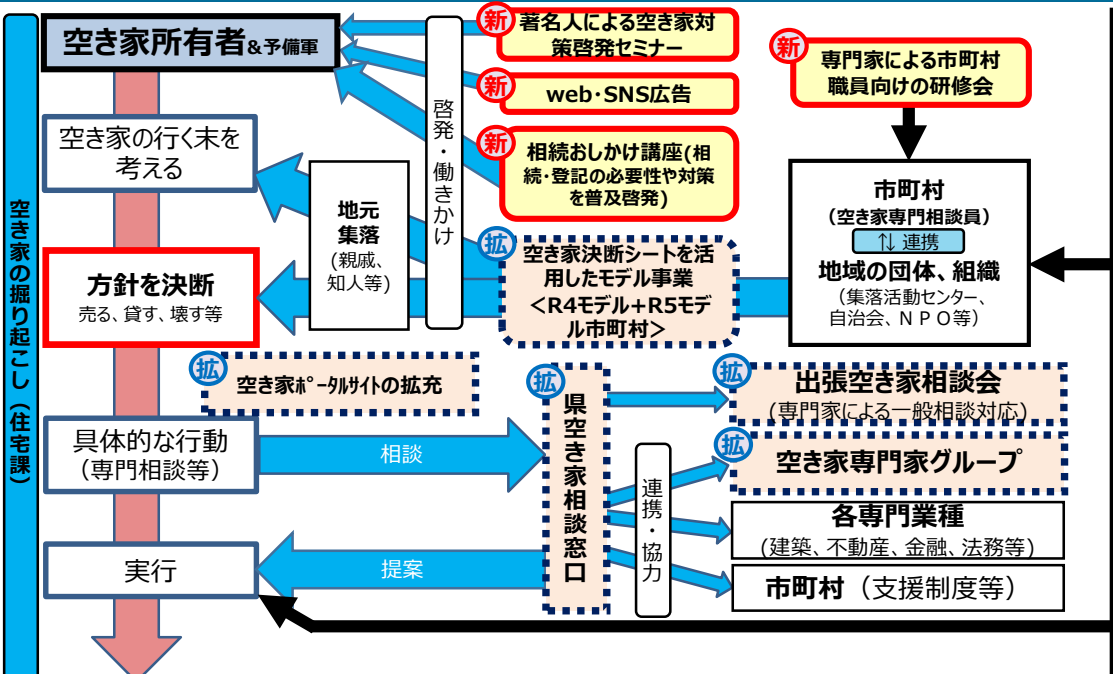 空き家の掘り起こし（住宅課）
空き家所有者&予備軍
空き家の行く末を
考える
方針を決断
売る、貸す、壊す等
具体的な行動
（専門相談等）
実行
地元
集落
(親戚、
知人等)
啓発・働きかけ
新
著名人による空き家対
策啓発セミナー
新
web・SNS広告
新
相続おしかけ講座(相
続・登記の必要性や対策
を普及啓発)
拡
空き家決断シートを活
用したモデル事業
<R4モデル+R5モデ
ル市町村>
新
専門家による市町村
職員向けの研修会
市町村
（空き家専門相談員）
⇅ 連携
地域の団体、組織
（集落活動センター、
自治会、ＮＰＯ等）
拡
空き家ﾎﾟｰﾀﾙサイトの拡充
相談
提案
拡
県空き家相談窓口
連携・協力
拡
出張空き家相談会
(専門家による一般相談対応)
拡
空き家専門家グループ
各専門業種
(建築、不動産、金融、法務等)
市町村（支援制度等）